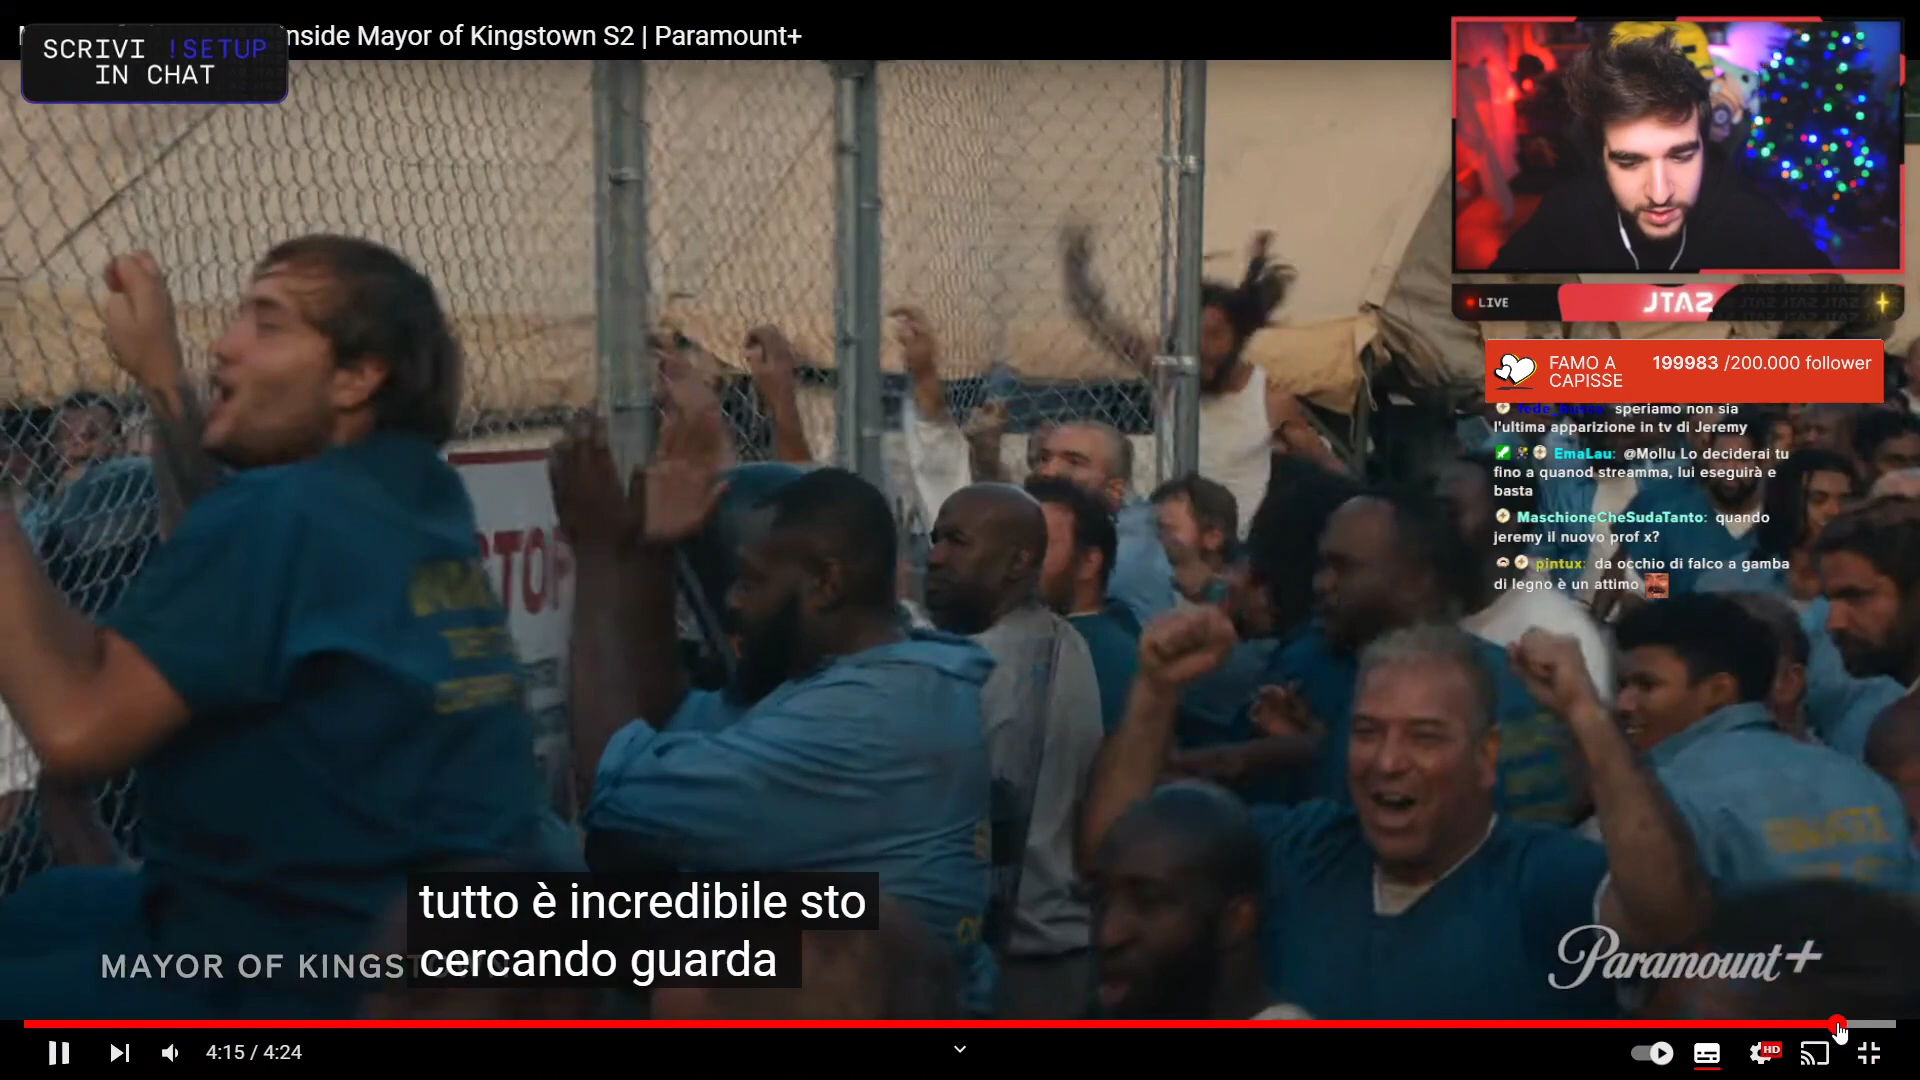 nside Mayor of Kingstown S2 | Paramount+
SCRIVI !SETUP
IN CHAT
LIVE
JTAZ
FAMO A
CAPISSE
199983 /200.000 follower
speriamo non sia
l'ultima apparizione in tv di Jeremy
EmaLau: @Mollu Lo deciderai tu
fino a quanod streamma, lui eseguirà e
basta
MaschioneCheSudaTanto: quando
jeremy il nuovo prof x?
pintux: da occhio di falco a gamba
di legno è un attimo
STOP
tutto è incredibile sto
cercando guarda
MAYOR OF KINGST
Paramount+
4:15 / 4:24
HD